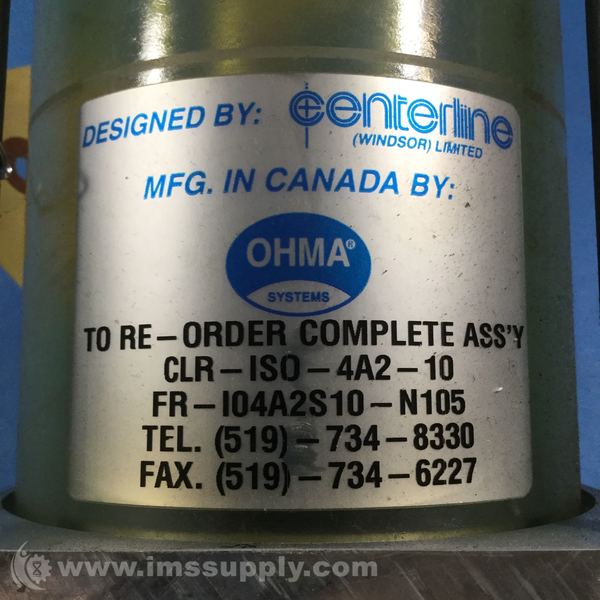 DESIGNED BY: Centerline
(WINDSOR) LIMITED
MFG. IN CANADA BY:
OHMA®
SYSTEMS
TO RE-ORDER COMPLETE ASS'Y
CLR-ISO-4A2-10
FR-I04A2S10-N105
TEL. (519)-734-8330
FAX. (519)-734-6227
www.imssupply.com